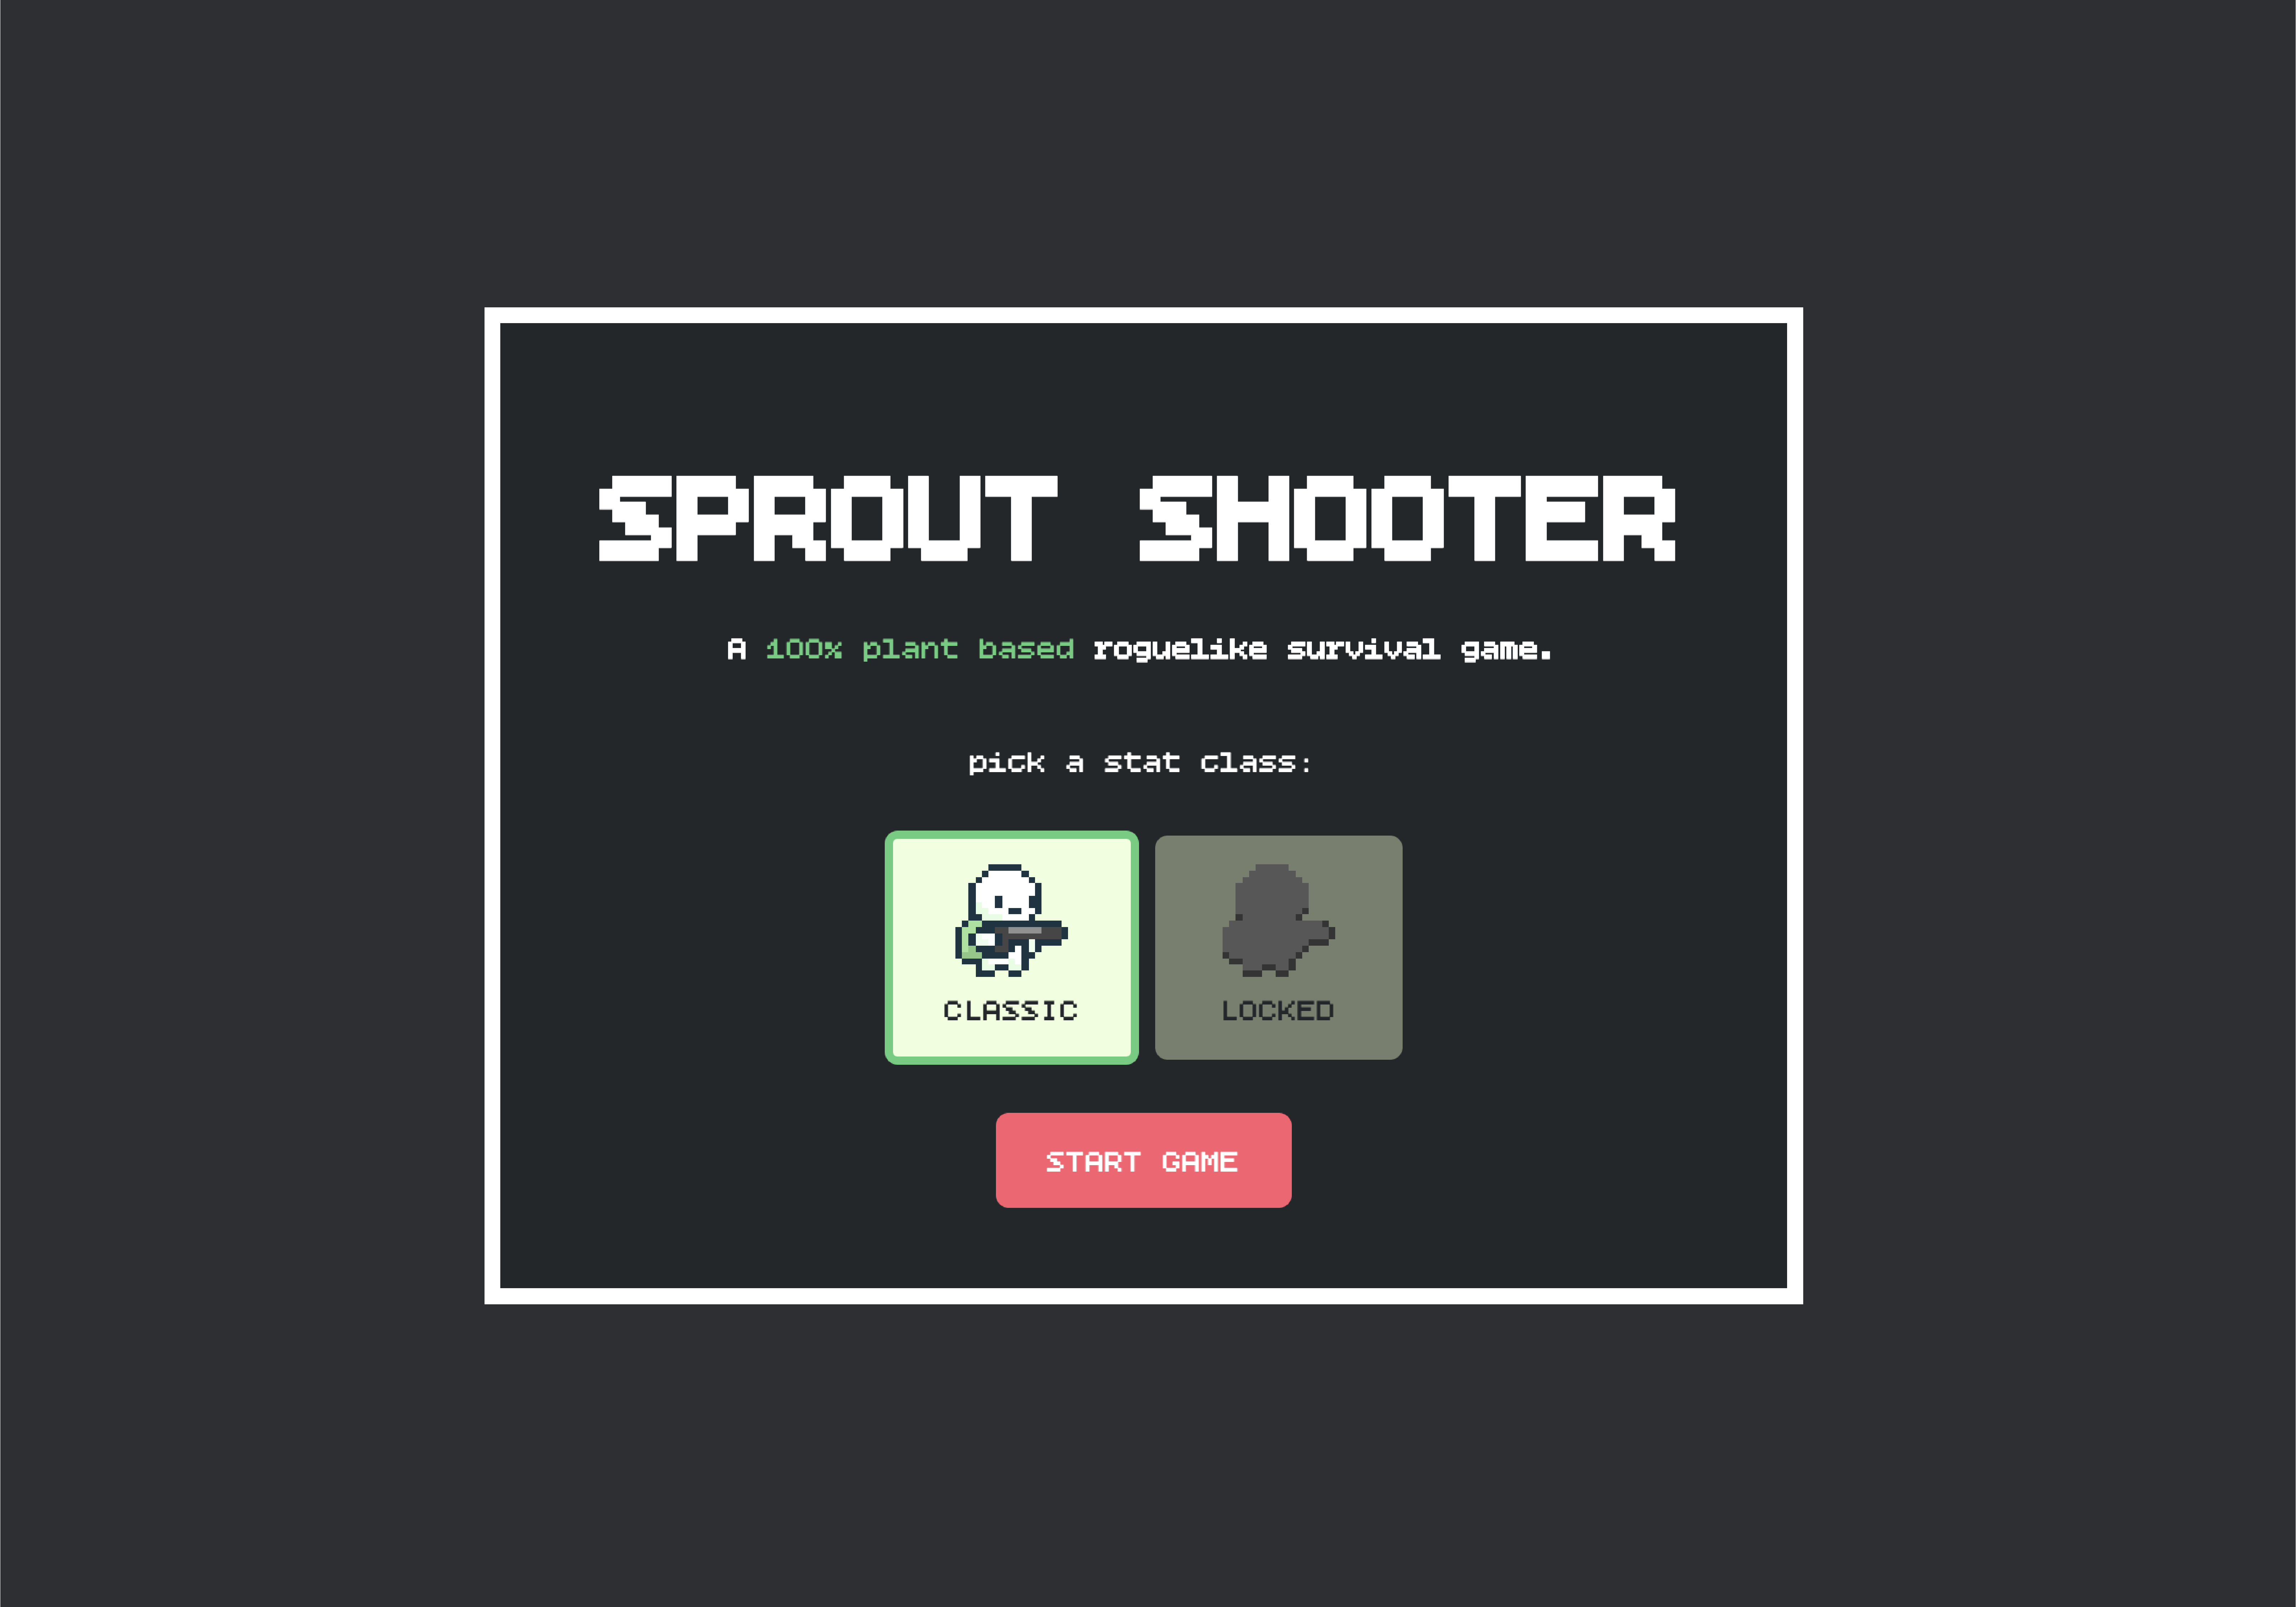 SPROUT SHOOTER
A 100% plant based roguelike survival game.
pick a stat class:
CLASSIC LOCKED
START GAME